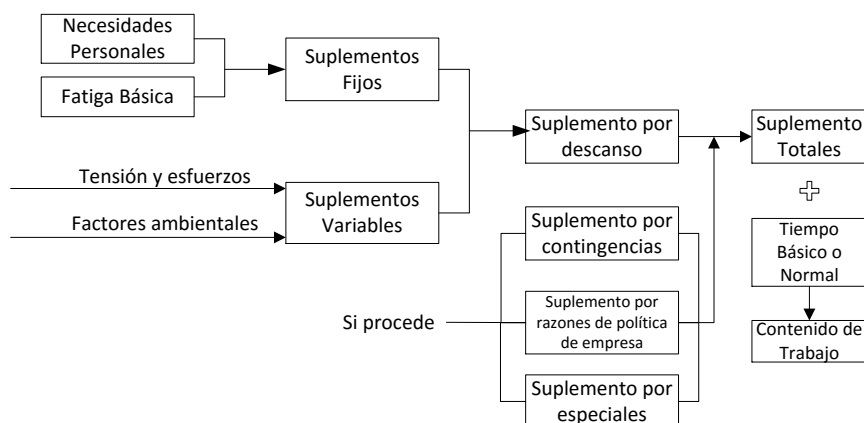 Necesidades
Personales
Fatiga Básica
Suplementos
Fijos
Tensión y esfuerzos
Factores ambientales
Suplementos
Variables
Suplemento por
descanso
Suplemento
Totales
Suplemento por
contingencias
Si procede
Suplemento por
razones de política
de empresa
Suplemento por
especiales
Tiempo
Básico o
Normal
Contenido de
Trabajo